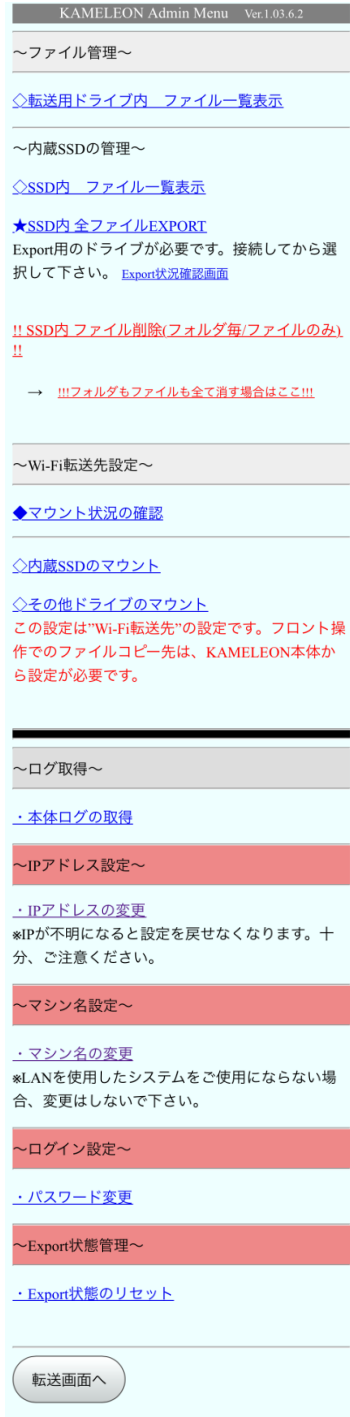 KAMELEON Admin Menu Ver.1.03.6.2
～ファイル管理～
◇転送用ドライブ内　ファイル一覧表示
～内蔵SSDの管理～
◇SSD内　ファイル一覧表示
★SSD内 全ファイルEXPORT
Export用のドライブが必要です。接続してから選
択して下さい。 Export状況確認画面
!! SSD内 ファイル削除(フォルダ毎/ファイルのみ)
!!
→ !!!フォルダもファイルも全て消す場合はここ!!!
～Wi-Fi転送先設定～
◆マウント状況の確認
◇内蔵SSDのマウント
◇その他ドライブのマウント
この設定は”Wi-Fi転送先”の設定です。フロント操
作でのファイルコピー先は、KAMELEON本体か
ら設定が必要です。
～ログ取得～
・本体ログの取得
～IPアドレス設定～
・IPアドレスの変更
※IPが不明になると設定を戻せなくなります。十
分、ご注意ください。
～マシン名設定～
・マシン名の変更
※LANを使用したシステムをご使用にならない場
合、変更はしないで下さい。
～ログイン設定～
・パスワード変更
～Export状態管理～
・Export状態のリセット
転送画面へ